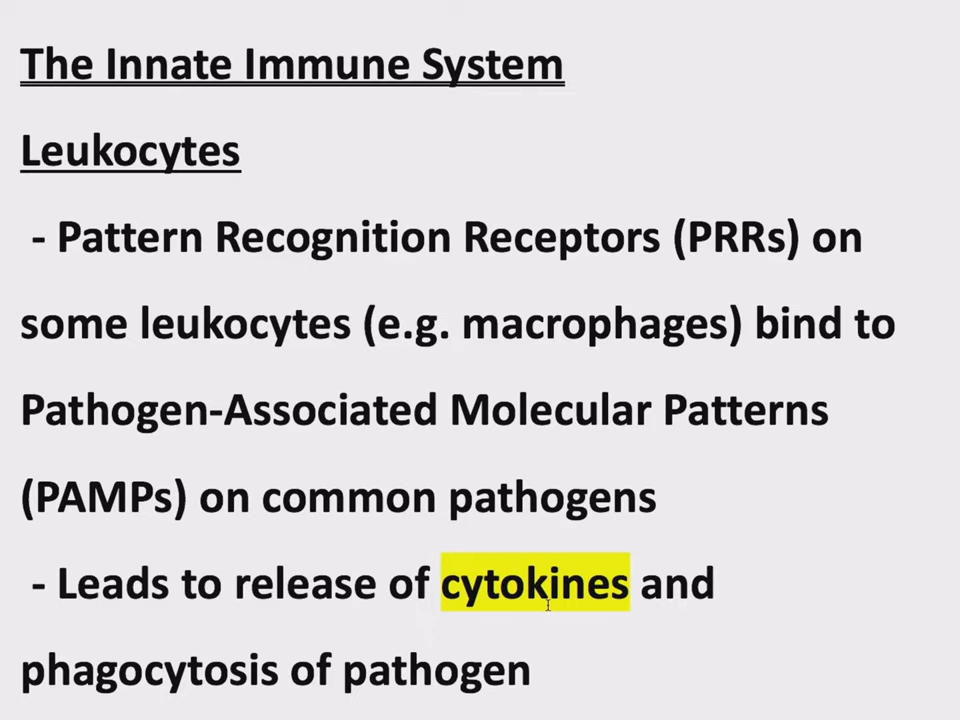 The Innate Immune System
Leukocytes
- Pattern Recognition Receptors (PRRs) on
some leukocytes (e.g. macrophages) bind to
Pathogen-Associated Molecular Patterns
(PAMPs) on common pathogens
- Leads to release of cytokines and
phagocytosis of pathogen